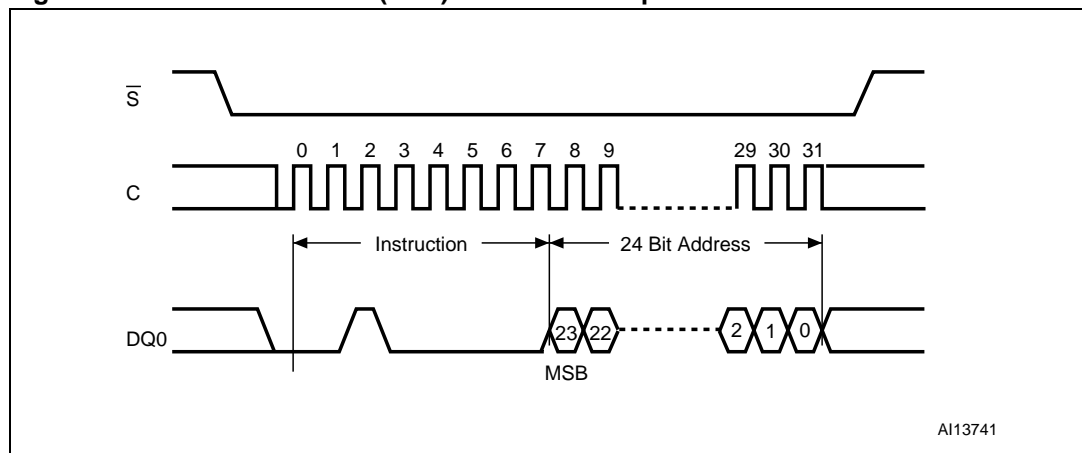 S
0 1 2 3 4 5 6 7 8 9 29 30 31
C
Instruction 24 Bit Address
DQ0 23 22 2 1 0
MSB
AI13741